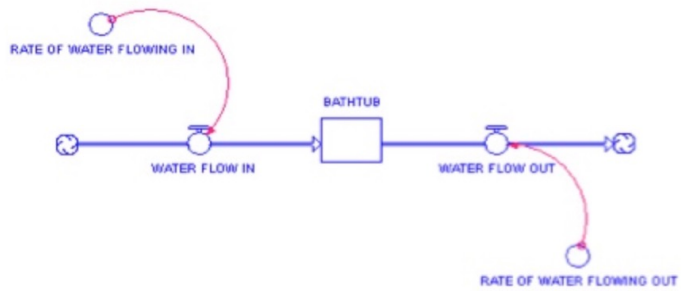 RATE OF WATER FLOWING IN
BATHTUB
WATER FLOW IN
WATER FLOW OUT
RATE OF WATER FLOWING OUT